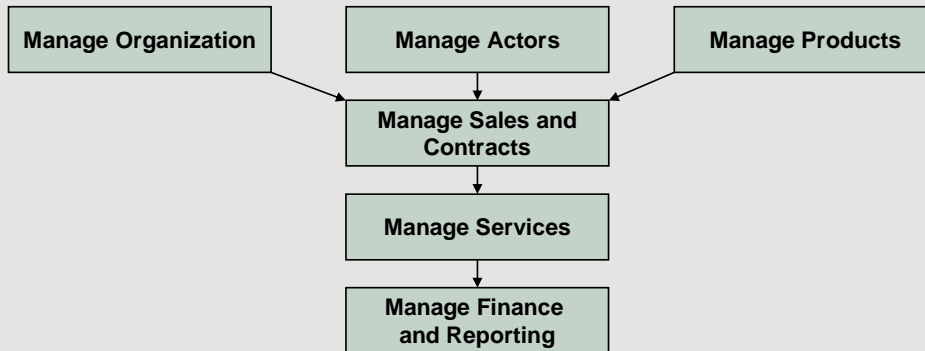 Manage Organization
Manage Actors
Manage Products
Manage Sales and
Contracts
Manage Services
Manage Finance
and Reporting